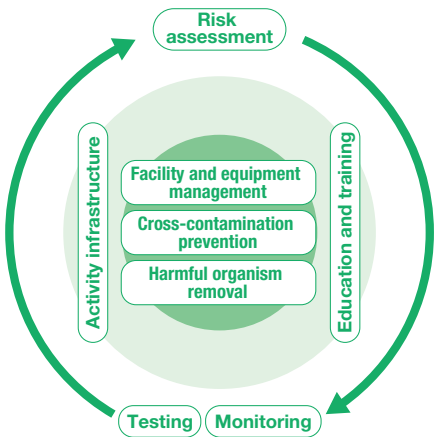 Risk
assessment
Activity infrastructure
Facility and equipment
management
Cross-contamination
prevention
Harmful organism
removal
Education and training
Testing
Monitoring